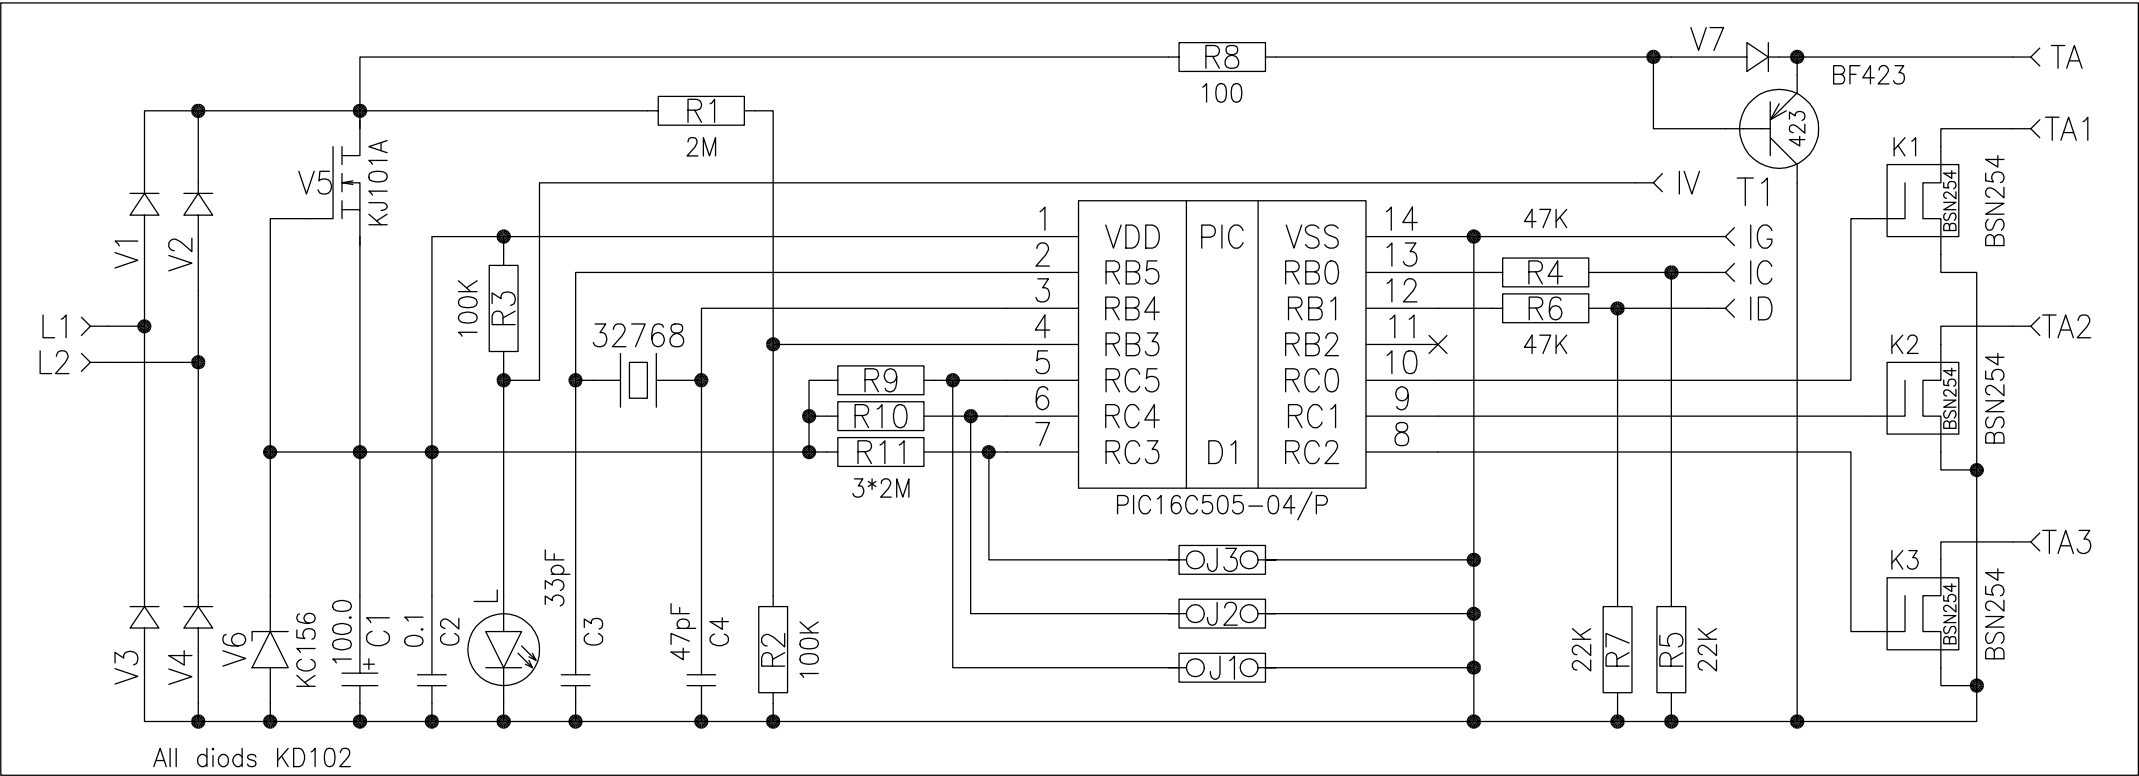 R8
100
V7
TA
BF423
423
T1
R1
2M
V5
KJ101A
IV
K1
BSN254
BSN254
TA1
V1
V2
L1
L2
1
2
3
4
5
6
7
VDD
RB5
RB4
RB3
RC5
RC4
RC3
PIC
D1
VSS
RB0
RB1
RB2
RC0
RC1
RC2
14
13
12
11
10
9
8
PIC16C505-04/P
47K
R4
R6
47K
IG
IC
ID
100K
R3
32768
R9
R10
R11
3*2M
K2
BSN254
BSN254
TA2
K3
BSN254
BSN254
TA3
J3
J2
J1
V3
V4
V6
KC156
100.0
+
C1
0.1
C2
L
33pF
C3
47pF
C4
R2
100K
22K
R7
R5
22K
All diods KD102